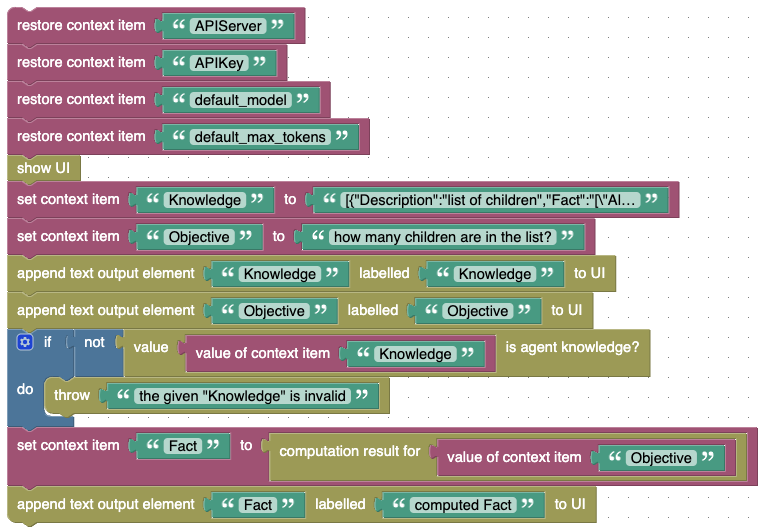 restore context item “ APIServer ”
restore context item “ APIKey ”
restore context item “ default_model ”
restore context item “ default_max_tokens ”
show UI
set context item “ Knowledge ” to “ [{"Description":"list of children","Fact":"[\"Al... ”
set context item “ Objective ” to “ how many children are in the list? ”
append text output element “ Knowledge ” labelled “ Knowledge ” to UI
append text output element “ Objective ” labelled “ Objective ” to UI
if not value value of context item “ Knowledge ” is agent knowledge?
do throw “ the given "Knowledge" is invalid ”
set context item “ Fact ” to computation result for value of context item “ Objective ”
append text output element “ Fact ” labelled “ computed Fact ” to UI